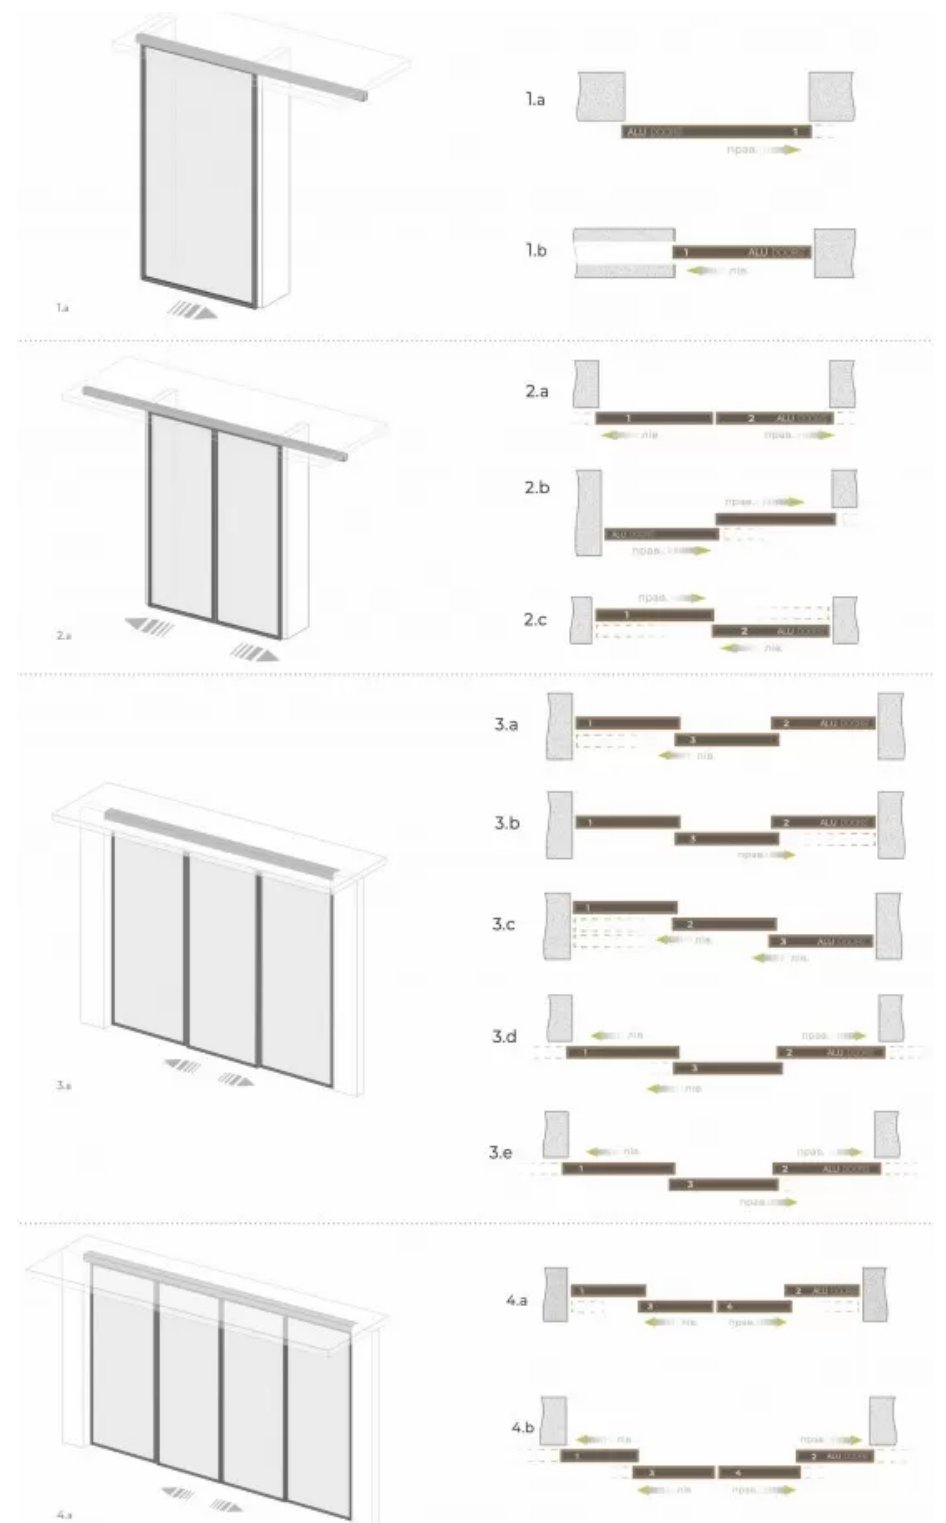 1.a
ALU DOORS 1
прав.
1.b
1 ALU DOORS
лів.
1.a
2.a
1 2 ALU DOORS
лів. прав.
2.b
прав.
ALU DOORS
прав.
2.c
прав.
1
2 ALU DOORS
лів.
2.a
3.a
1 2 ALU DOORS
3
лів.
3.b
1 2 ALU DOORS
3
прав.
3.c
1
2
лів.
3 ALU DOORS
лів.
3.d
лів. прав.
1 2 ALU DOORS
3
лів.
3.a
3.e
лів. прав.
1 2 ALU DOORS
3
прав.
4.a
1 2 ALU DOORS
3 4
лів. прав.
4.b
лів. прав.
1 2 ALU DOORS
3 4
лів. прав.
4.a